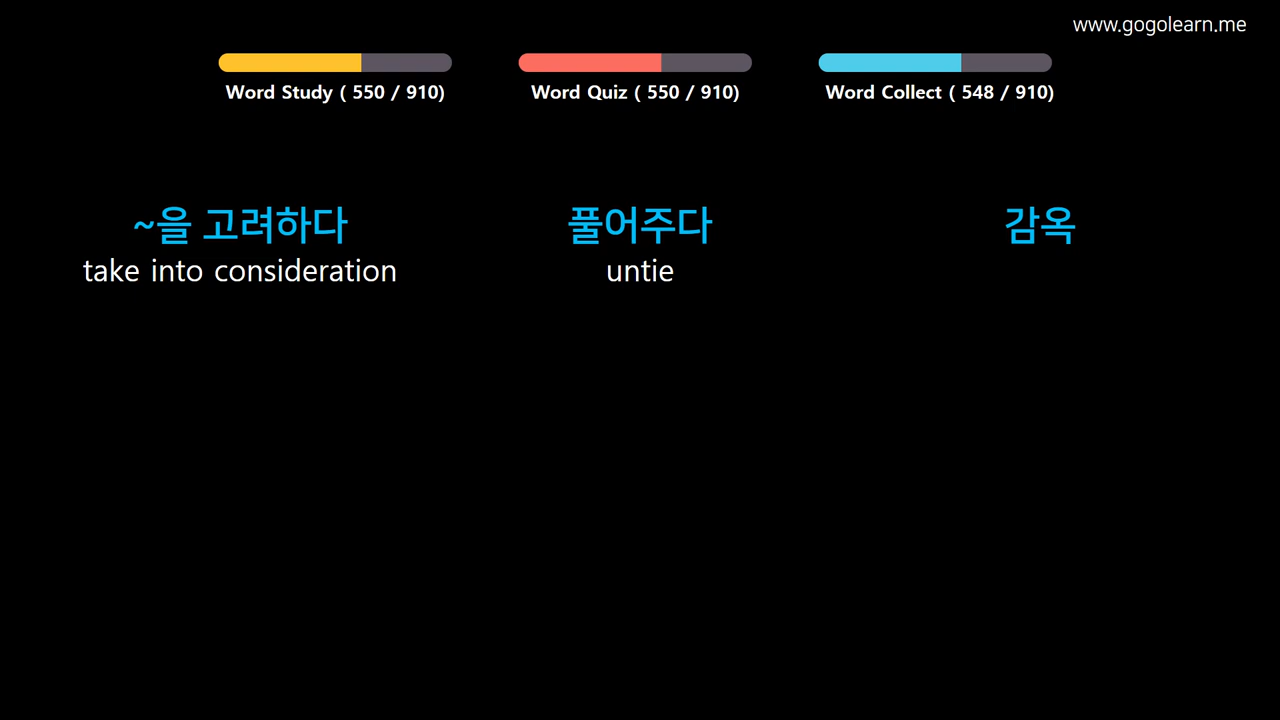 www.gogolearn.me
Word Study ( 550 / 910)
Word Quiz ( 550 / 910)
Word Collect ( 548 / 910)
~을 고려하다
take into consideration
풀어주다
untie
감옥